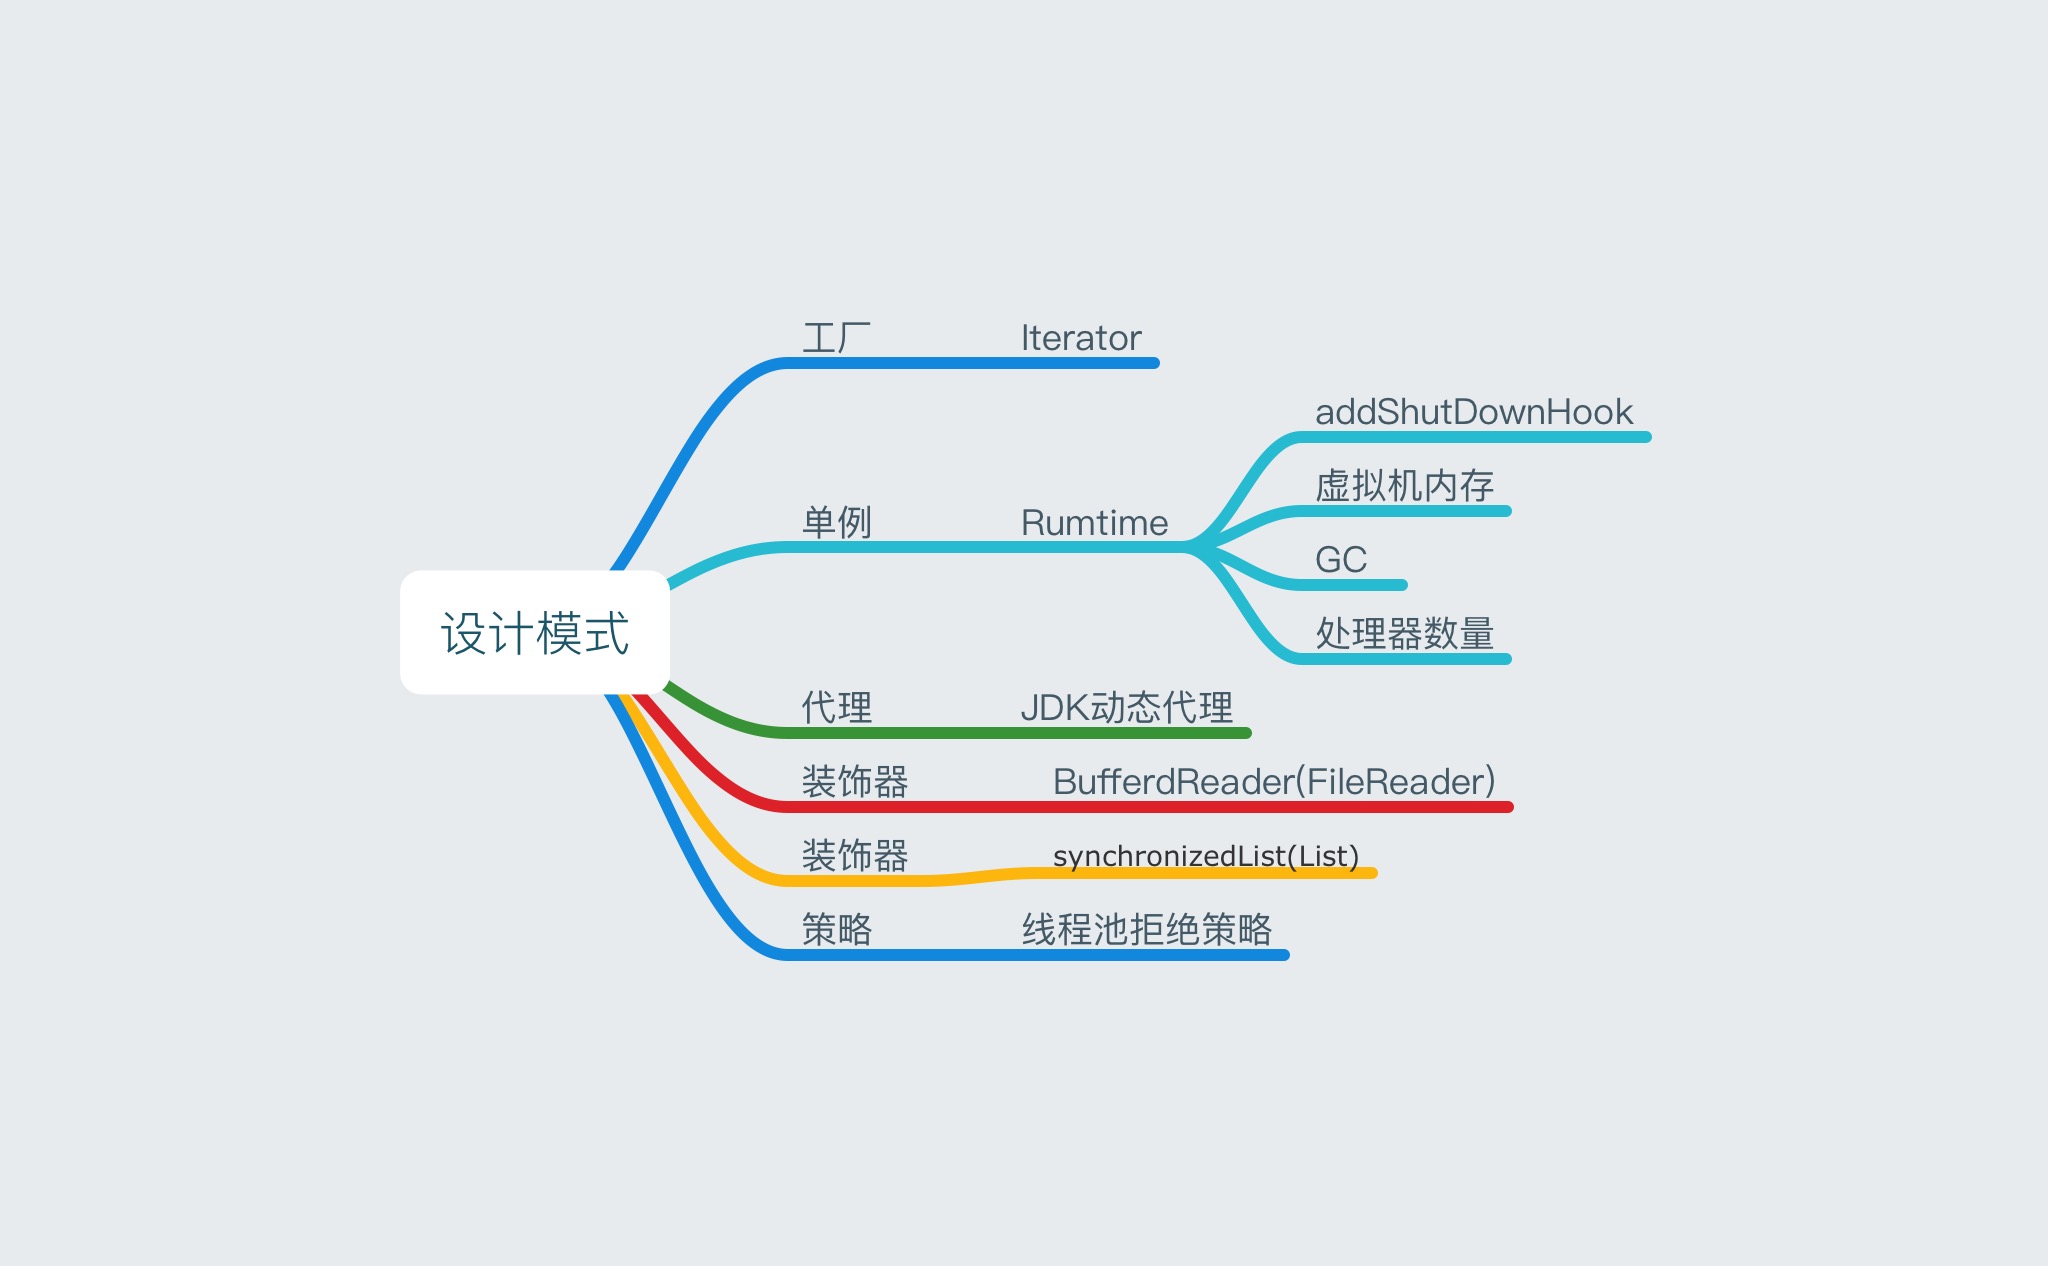 设计模式
工厂
Iterator
单例
Rumtime
addShutDownHook
虚拟机内存
GC
处理器数量
代理
JDK动态代理
装饰器
BufferdReader(FileReader)
装饰器
synchronizedList(List)
策略
线程池拒绝策略